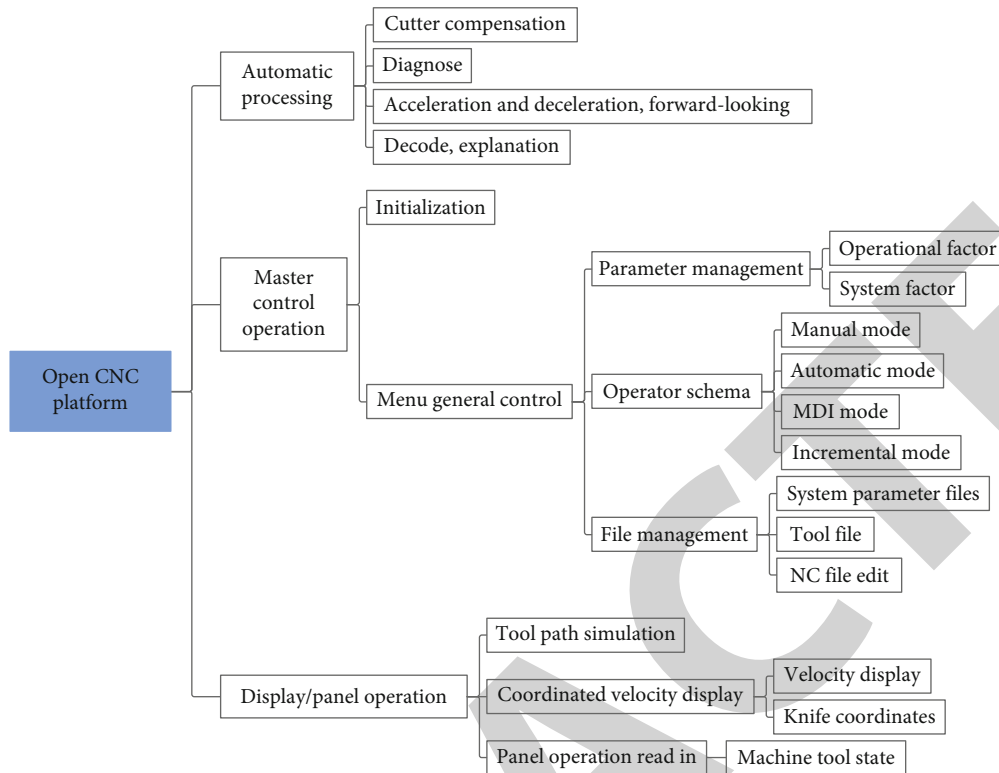 Cutter compensation
Diagnose
Automatic
processing
Acceleration and deceleration, forward-looking
Decode, explanation
Initialization
Master
control
operation
Parameter management
Operational factor
System factor
Open CNC
platform
Menu general control
Operator schema
Manual mode
Automatic mode
MDI mode
Incremental mode
File management
System parameter files
Tool file
NC file edit
Tool path simulation
Display/panel operation
Coordinated velocity display
Velocity display
Knife coordinates
Panel operation read in
Machine tool state